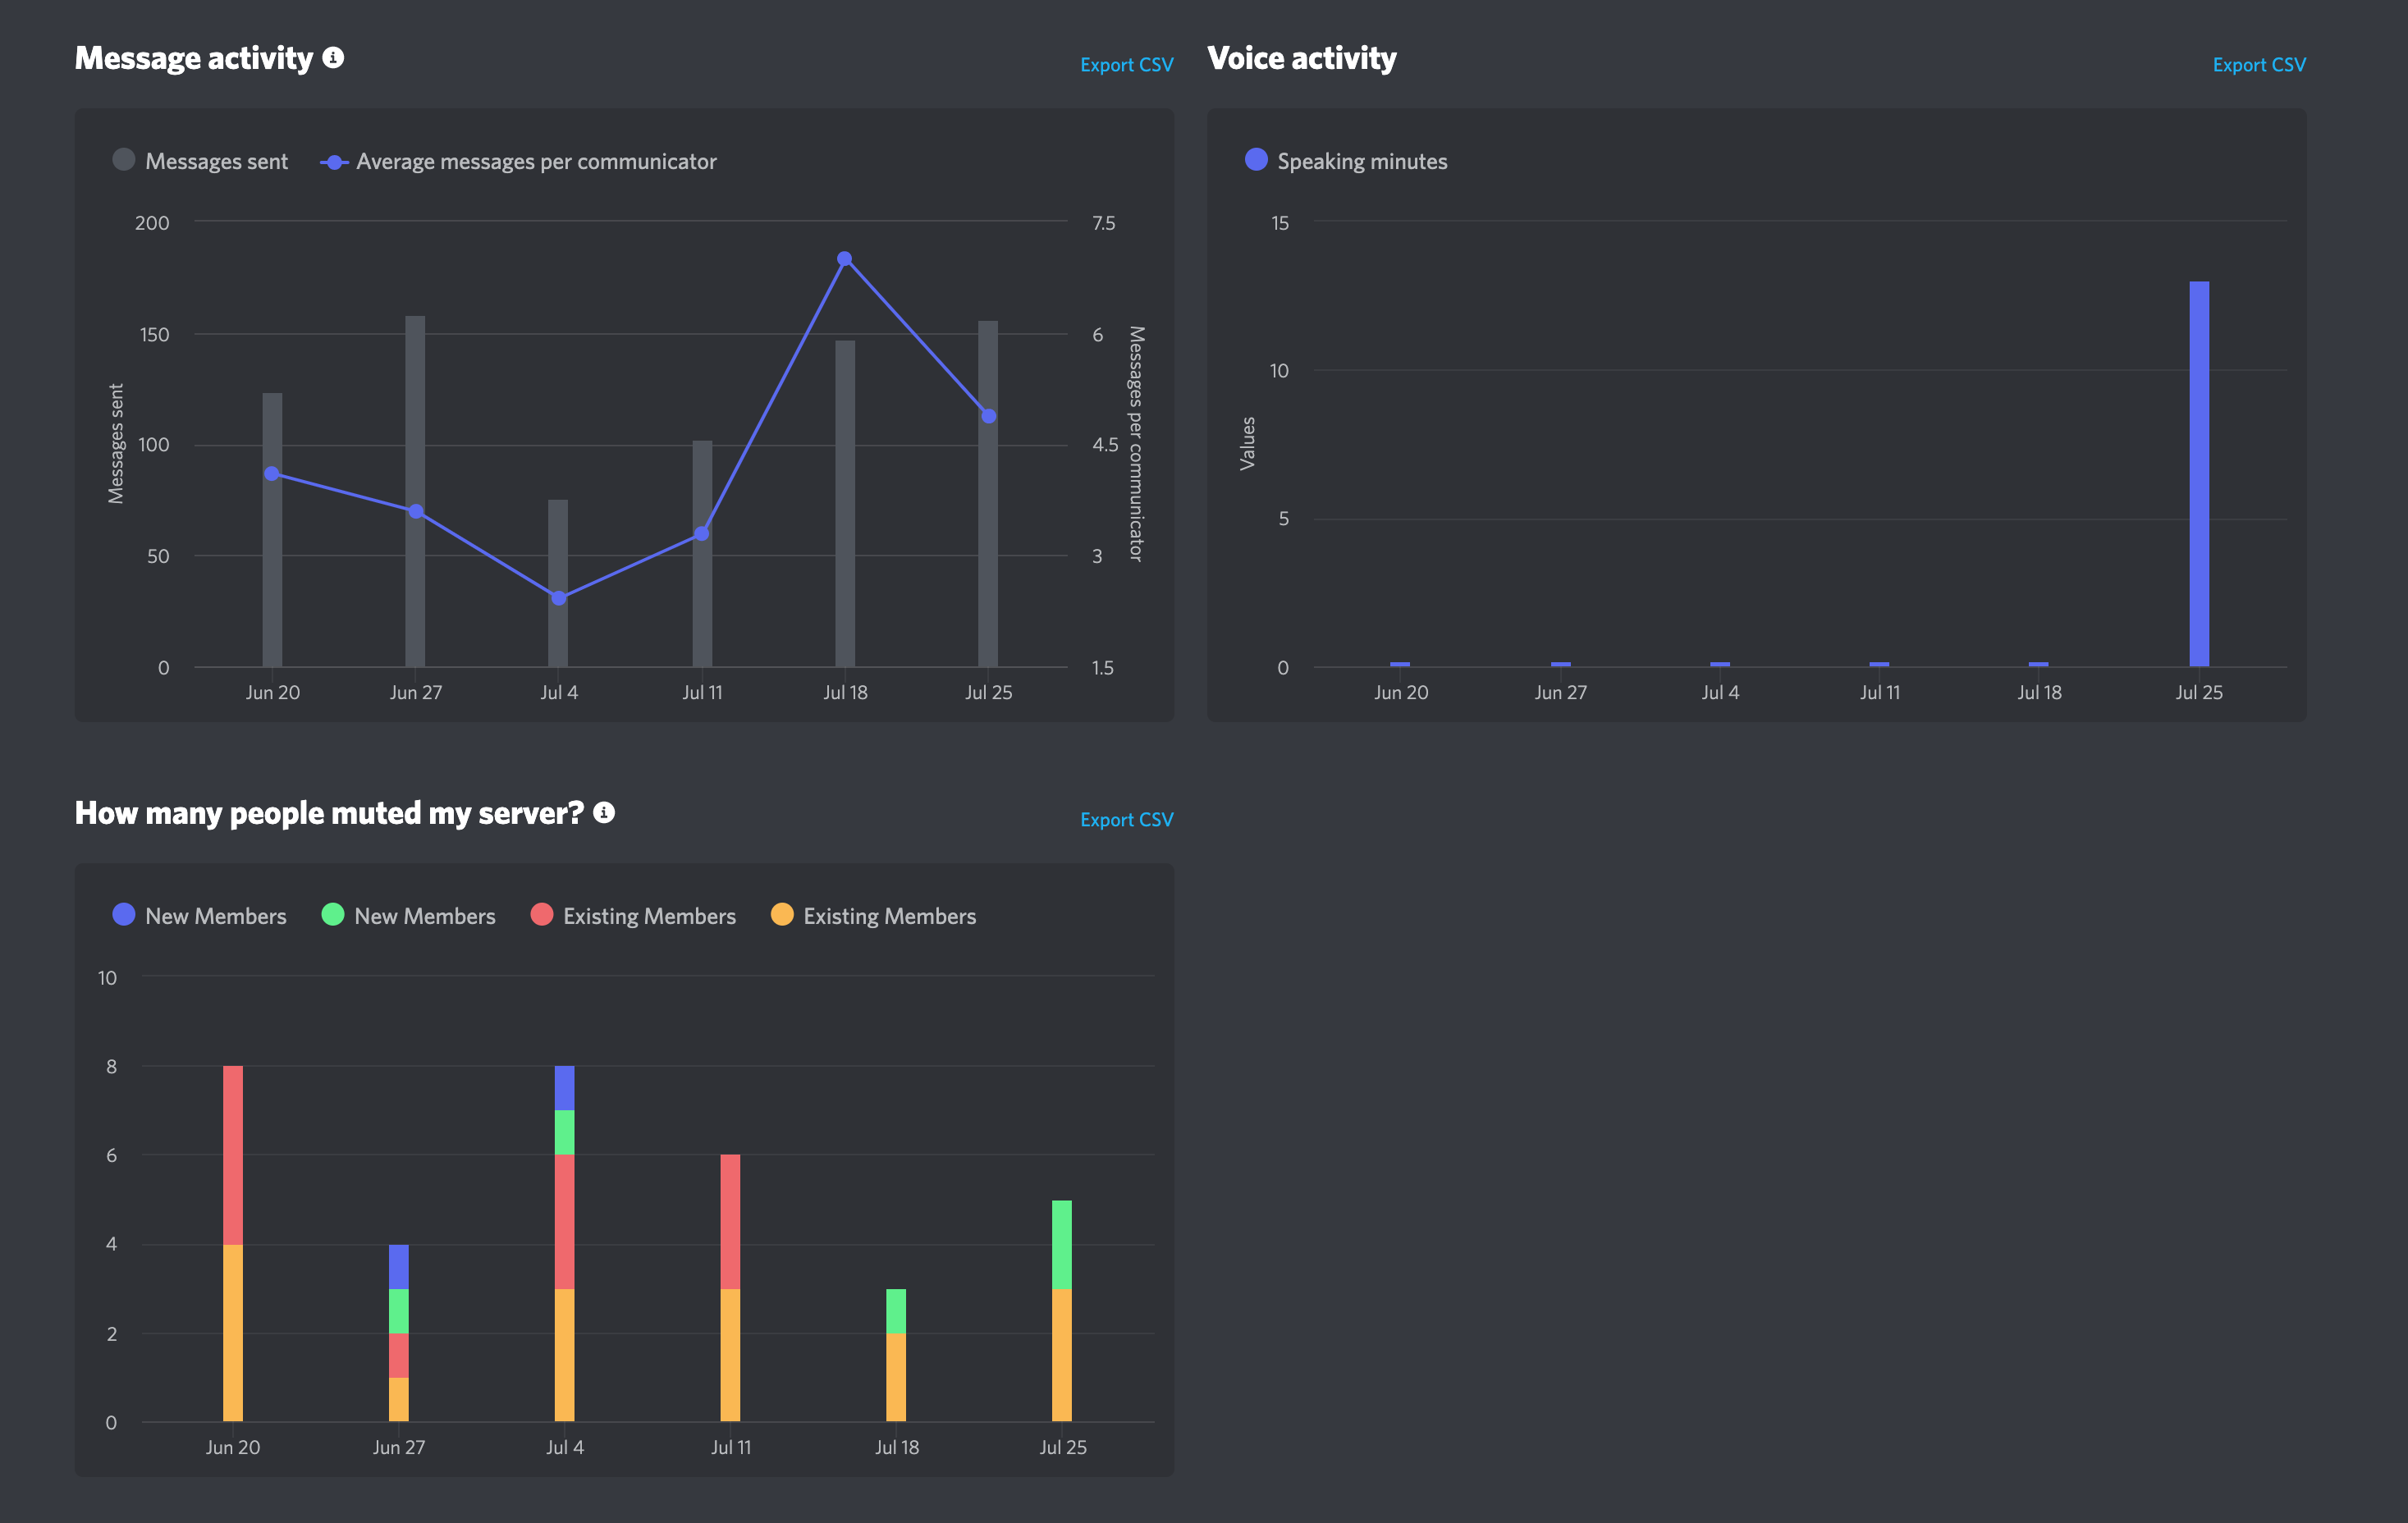 Message activity
Export CSV
Messages sent
Average messages per communicator
200
150
100
50
0
Messages sent
7.5
6
4.5
3
1.5
Messages per communicator
Jun 20
Jun 27
Jul 4
Jul 11
Jul 18
Jul 25
Voice activity
Export CSV
Speaking minutes
15
10
5
0
Values
Jun 20
Jun 27
Jul 4
Jul 11
Jul 18
Jul 25
How many people muted my server?
Export CSV
New Members
New Members
Existing Members
Existing Members
10
8
6
4
2
0
Jun 20
Jun 27
Jul 4
Jul 11
Jul 18
Jul 25